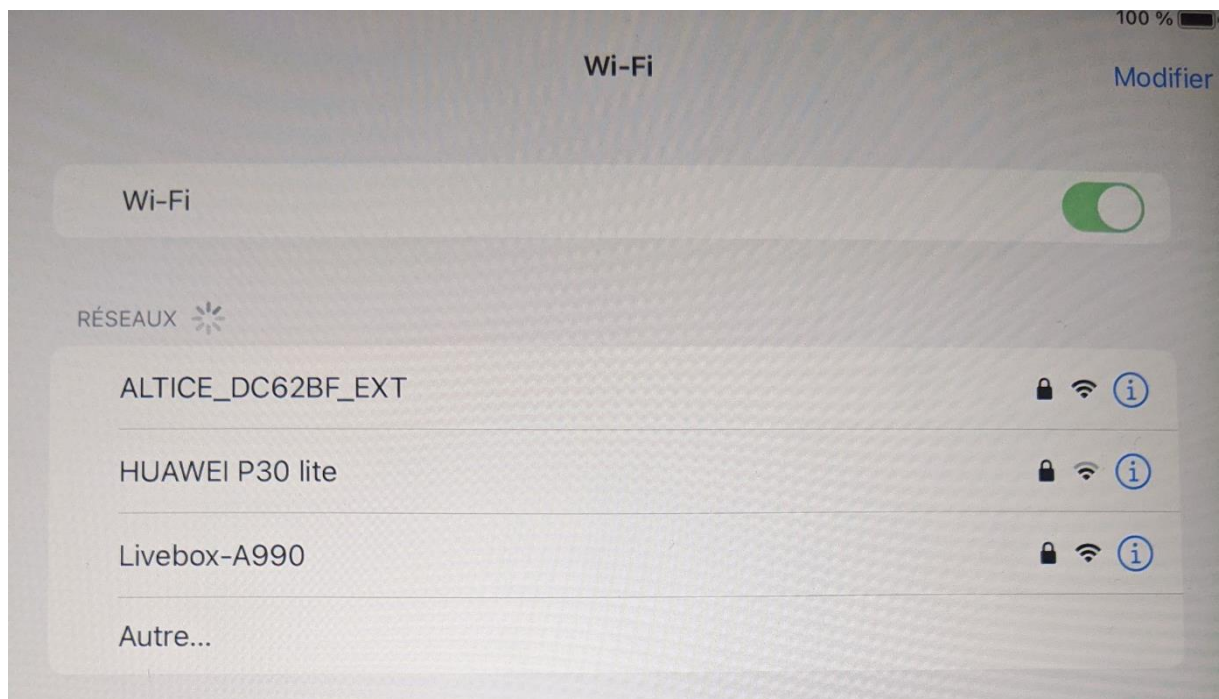 100 %
Wi-Fi
Modifier
Wi-Fi
RÉSEAUX
ALTICE_DC62BF_EXT
HUAWEI P30 lite
Livebox-A990
Autre...